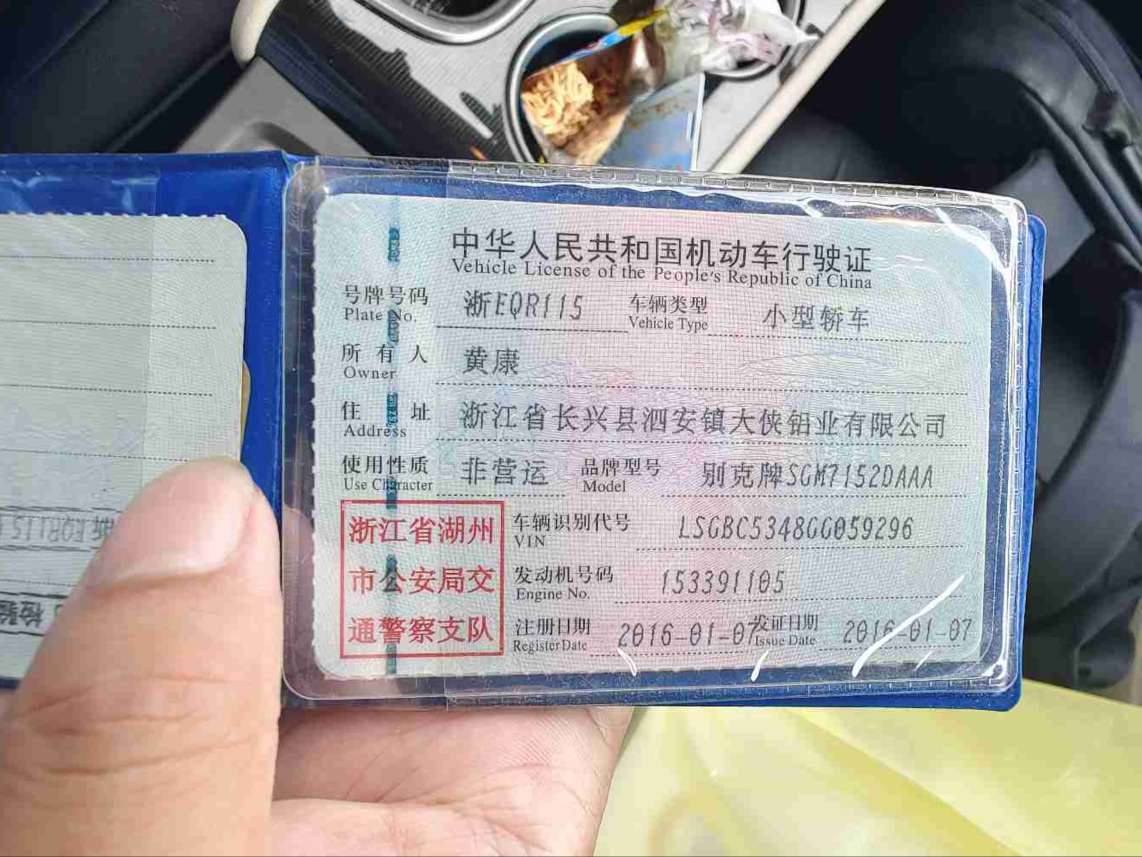 中华人民共和国机动车行驶证
Vehicle License of the People's Republic of China
号牌号码 浙EQR115 车辆类型 小型轿车
Plate No. Vehicle Type
所有人 黄康
Owner
住址 浙江省长兴县泗安镇大侠铝业有限公司
Address
使用性质 非营运 品牌型号 别克牌SGM7152DAAA
Use Character Model
浙江省湖州
市公安局交
通警察支队
车辆识别代号 LSGBC5348GG059296
VIN
发动机号码 153391105
Engine No.
注册日期 2016-01-07 发证日期 2016-01-07
Register Date Issue Date
EQR115
检验